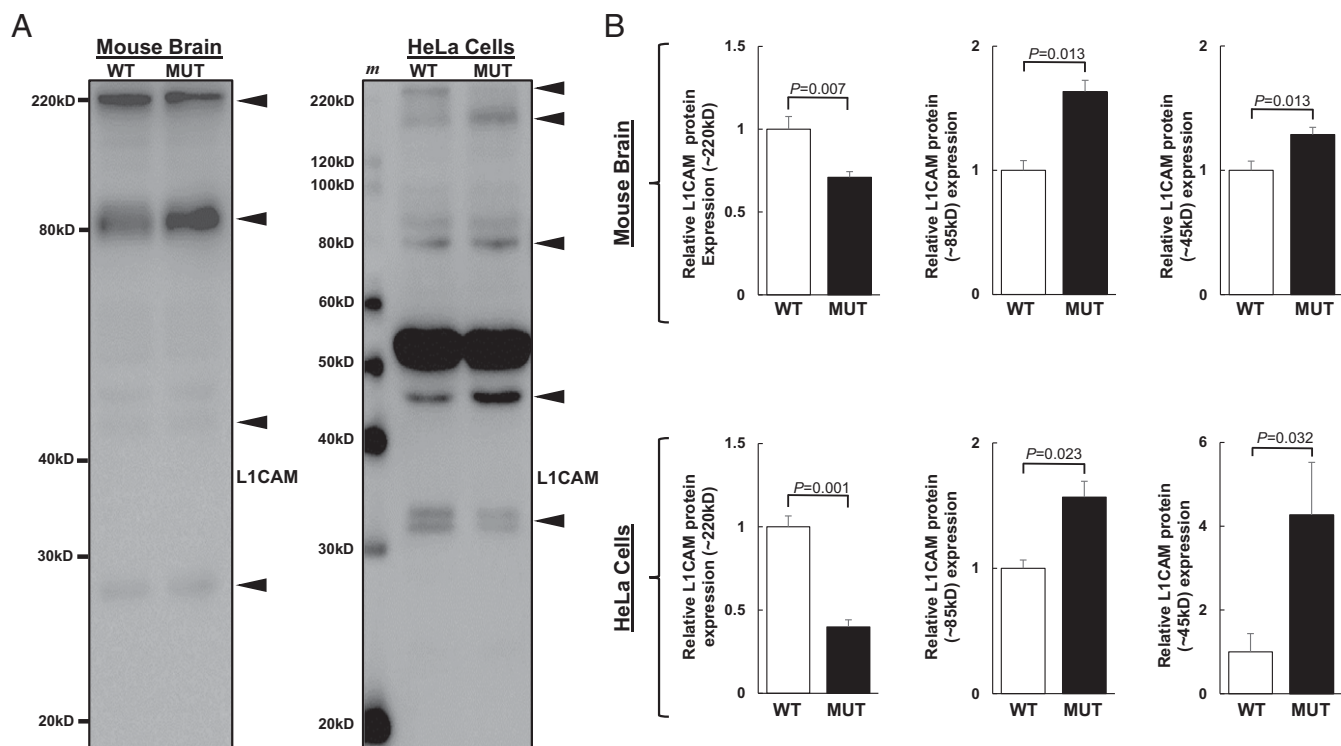 A
Mouse Brain
WT MUT
220kD
80kD
40kD
30kD
20kD
L1CAM
HeLa Cells
m WT MUT
220kD
120kD
100kD
80kD
60kD
50kD
40kD
30kD
20kD
L1CAM
B
Mouse Brain
Relative L1CAM protein
Expression (~220kD)
1.5
1
0.5
0
P=0.007
WT MUT
Relative L1CAM protein
(~85kD) expression
2
1
0
P=0.013
WT MUT
Relative L1CAM protein
(~45kD) expression
2
1
0
P=0.013
WT MUT
HeLa Cells
Relative L1CAM protein
expression (~220kD)
1.5
1
0.5
0
P=0.001
WT MUT
Relative L1CAM protein
(~85kD) expression
2
1
0
P=0.023
WT MUT
Relative L1CAM protein
(~45kD) expression
6
4
2
0
P=0.032
WT MUT